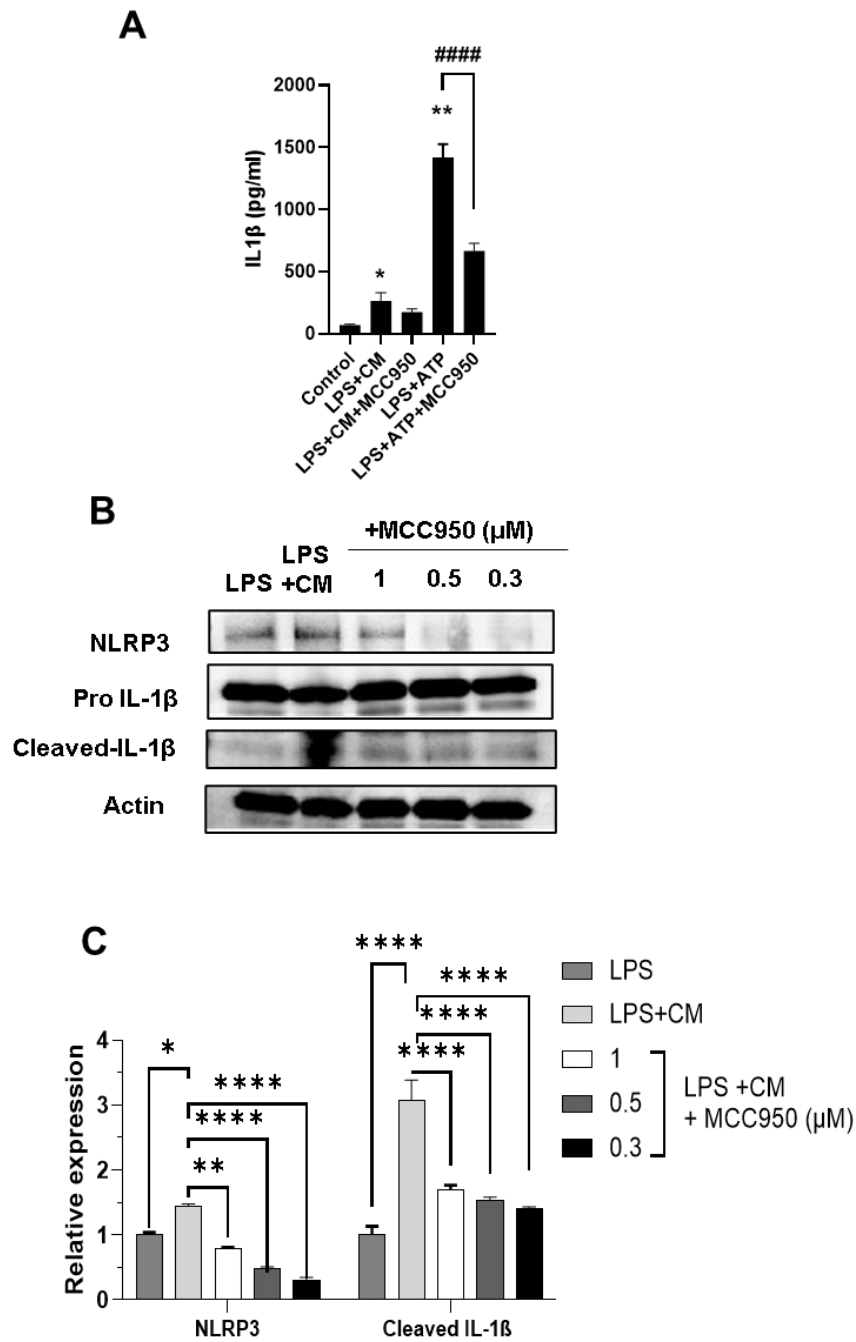 A
####
2000
**
1500
IL1β (pg/ml)
1000
500
*
0
Control
LPS+CM
LPS+CM+MCC950
LPS+ATP
LPS+ATP+MCC950
B
+MCC950 (µM)
LPS
LPS
+CM
1 0.5 0.3
NLRP3
Pro IL-1β
Cleaved-IL-1β
Actin
C
****
****
****
****
*
****
****
**
4
3
2
1
0
Relative expression
NLRP3
Cleaved IL-1ß
LPS
LPS+CM
1
0.5
0.3
LPS +CM
+ MCC950 (µM)